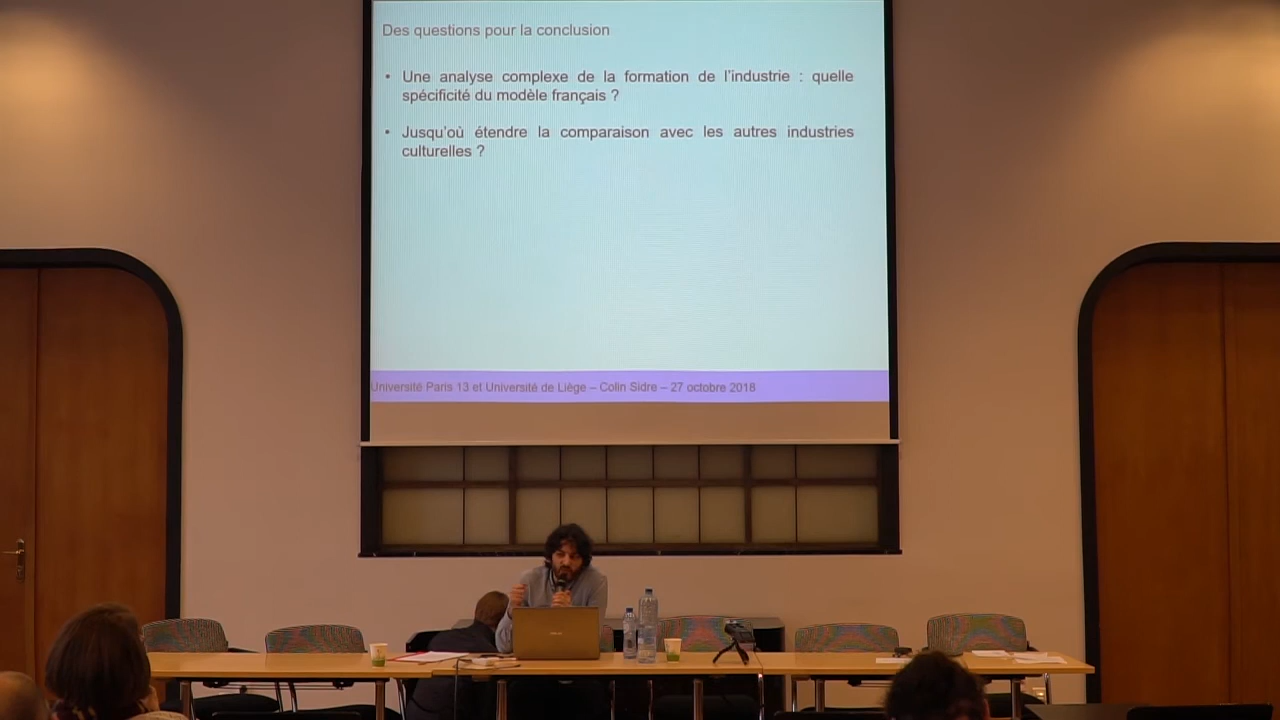 Des questions pour la conclusion
• Une analyse complexe de la formation de l'industrie : quelle
spécificité du modèle français ?
• Jusqu'où étendre la comparaison avec les autres industries
culturelles ?
Université Paris 13 et Université de Liège – Colin Sidre – 27 octobre 2018